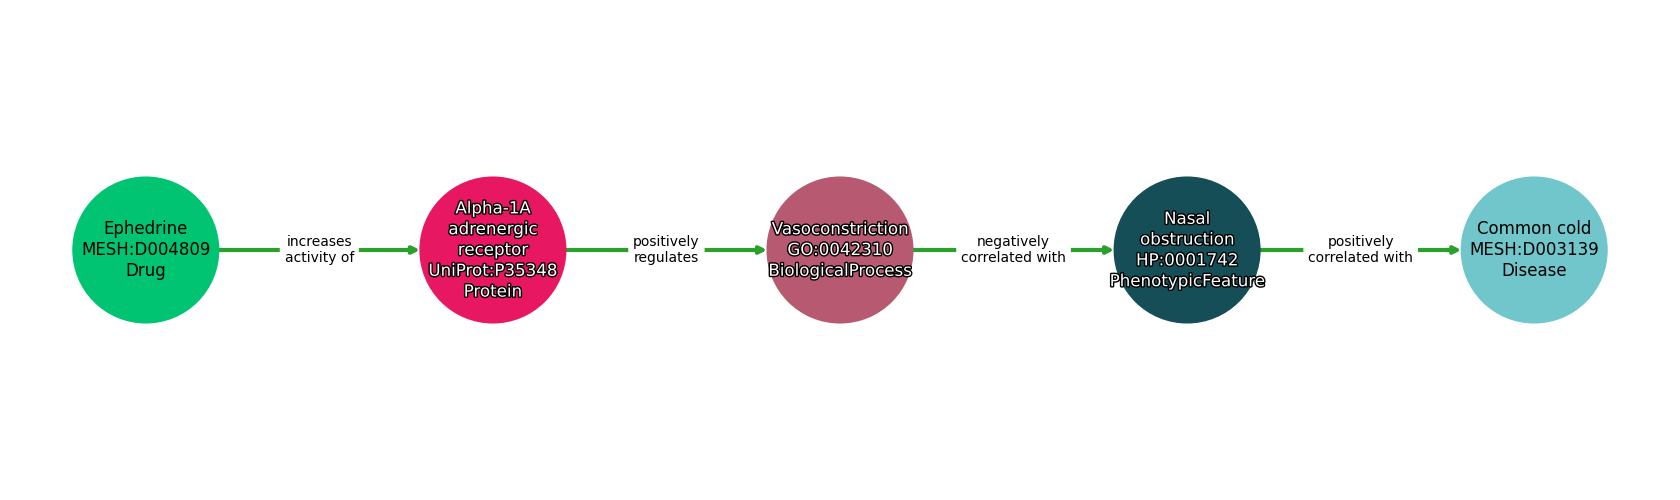 Ephedrine
MESH:D004809
Drug
increases
activity of
Alpha-1A
adrenergic
receptor
UniProt:P35348
Protein
positively
regulates
Vasoconstriction
GO:0042310
BiologicalProcess
negatively
correlated with
Nasal
obstruction
HP:0001742
PhenotypicFeature
positively
correlated with
Common cold
MESH:D003139
Disease